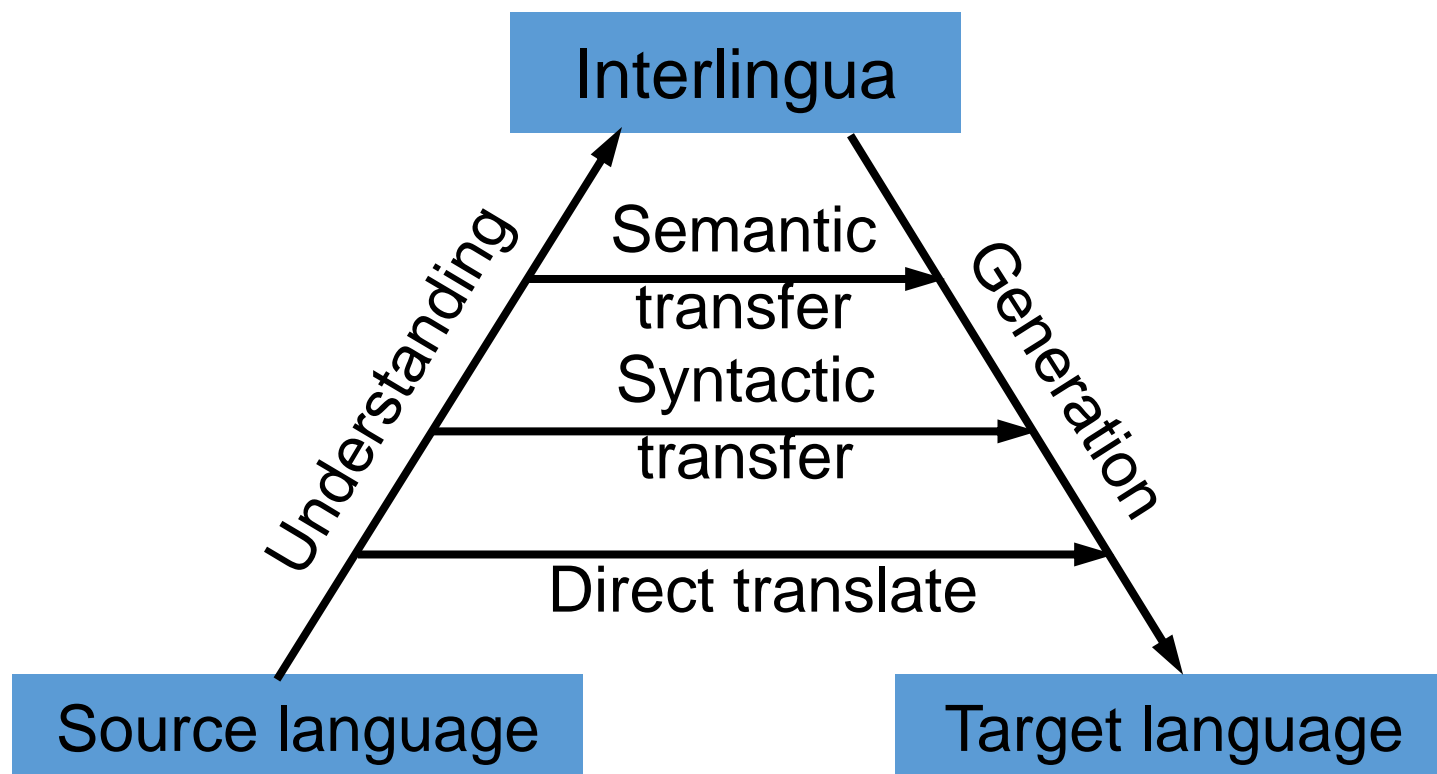 Interlingua
Understanding
Semantic
transfer
Generation
Syntactic
transfer
Direct translate
Source language
Target language